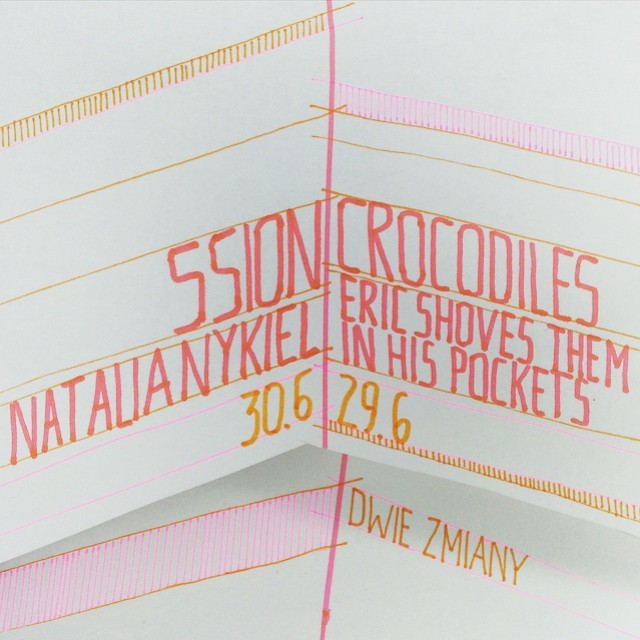 SSION
NATALIA NYKIEL
30.6
CROCODILES
ERIC SHOVES THEM
IN HIS POCKETS
29.6
DWIE ZMIANY